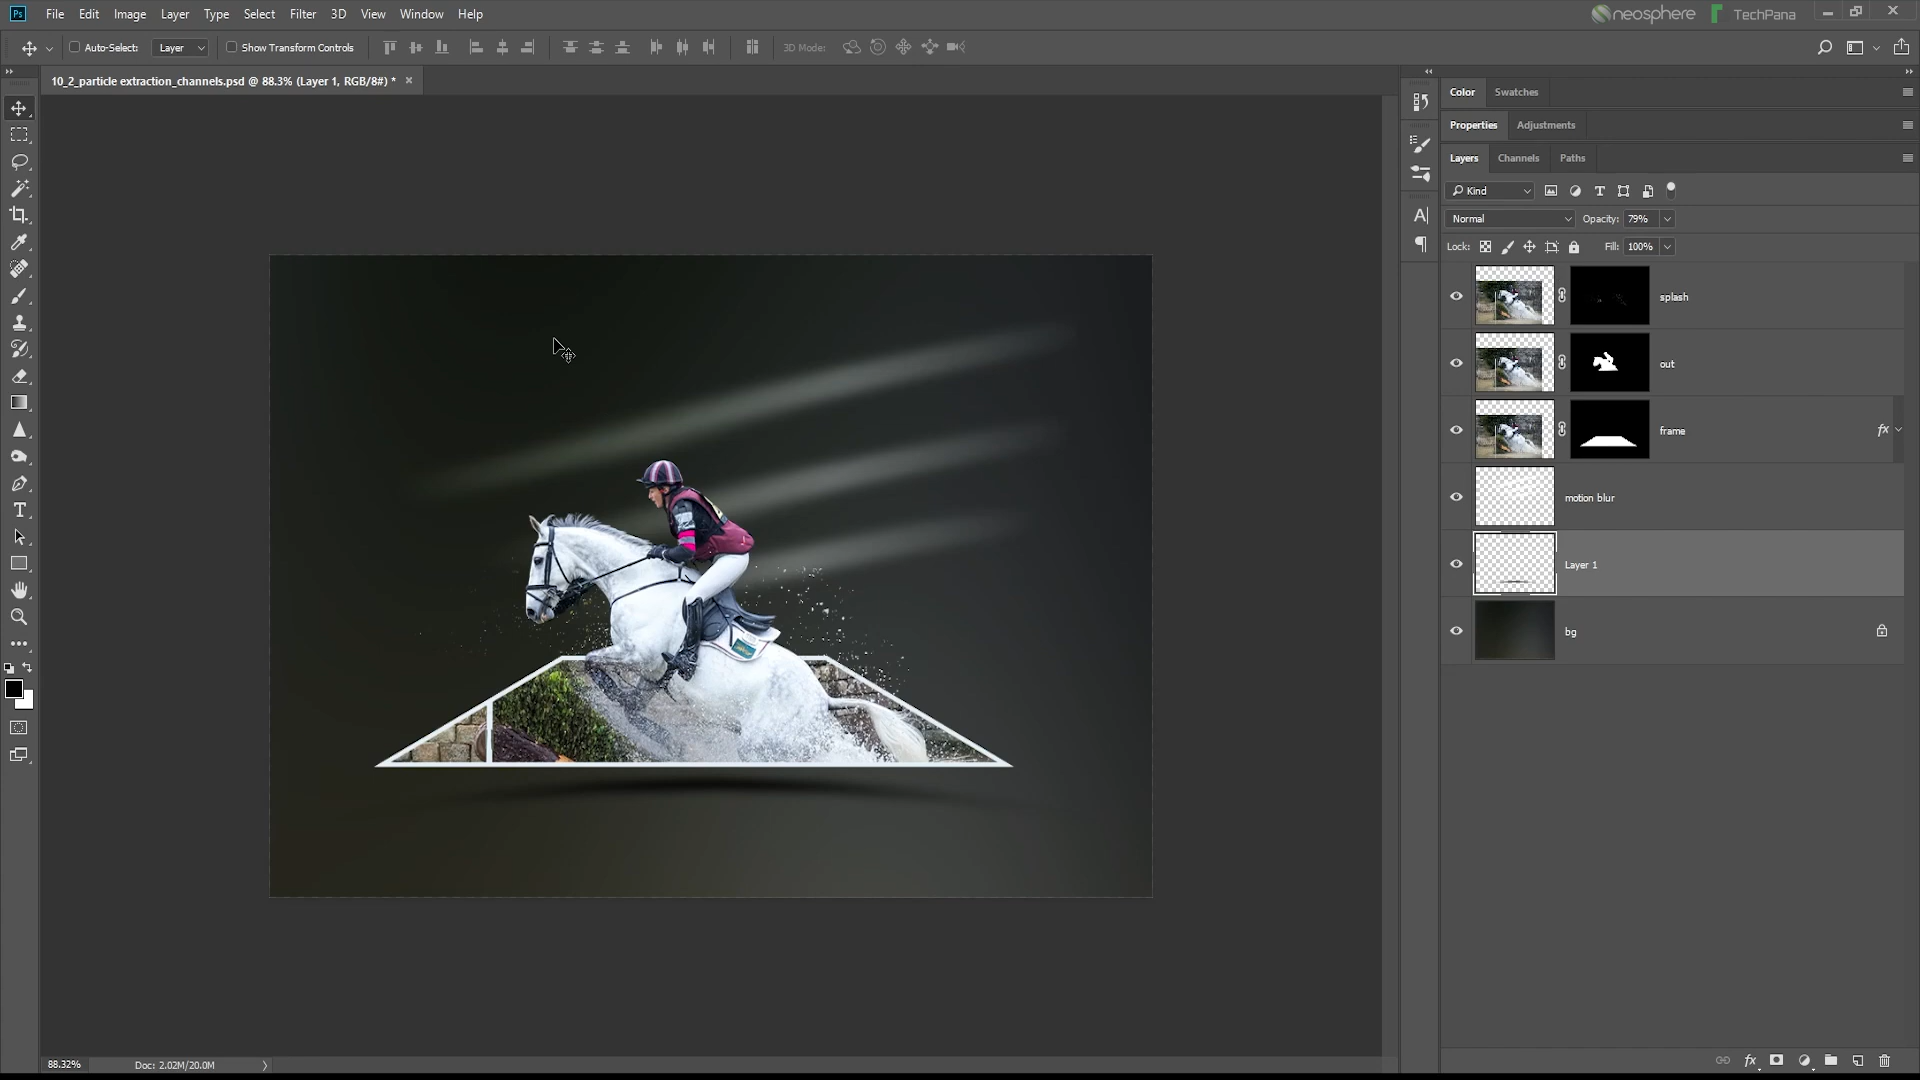 Ps File Edit Image Layer Type Select Filter 3D View Window Help neosphere TechPana
Auto-Select: Layer Show Transform Controls 3D Mode:
10_2_particle extraction_channels.psd @ 88.3% (Layer 1, RGB/8#) *
Color Swatches
Properties Adjustments
Layers Channels Paths
Kind
Normal Opacity: 79%
Lock: Fill: 100%
splash
out
frame fx
motion blur
Layer 1
bg
88.32% Doc: 2.02M/20.0M
fx